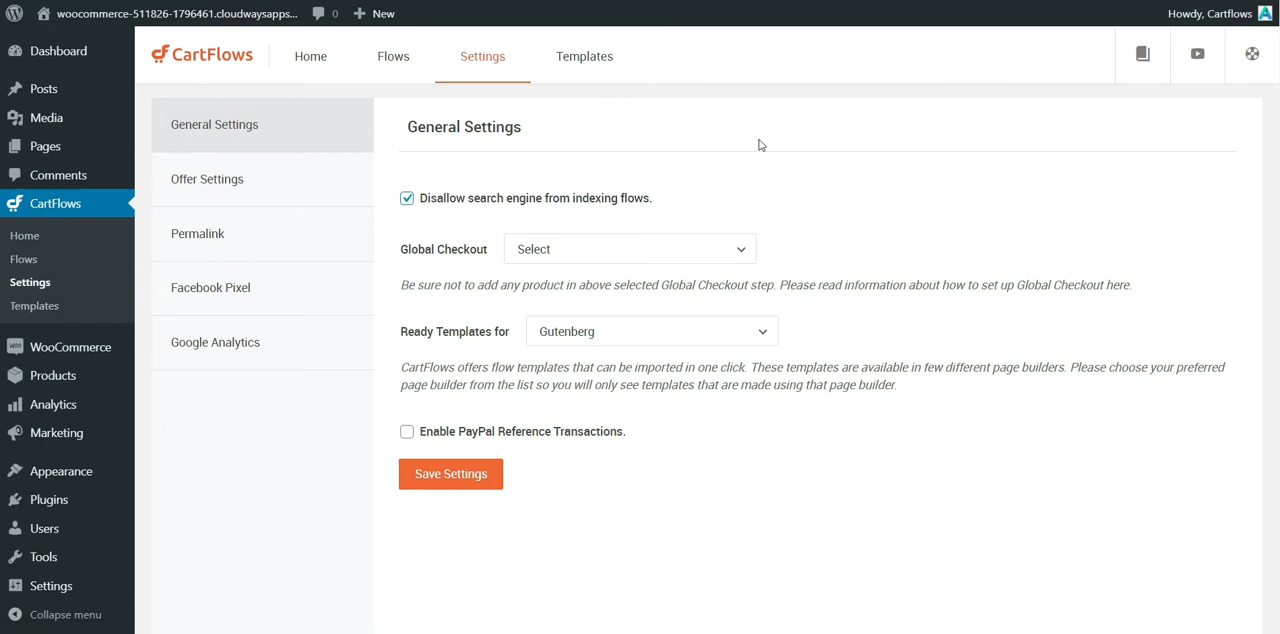 woocommerce-511826-1796461.cloudwaysapps...
0
New
Howdy, Cartflows
Dashboard
Posts
Media
Pages
Comments
CartFlows
Home
Flows
Settings
Templates
WooCommerce
Products
Analytics
Marketing
Appearance
Plugins
Users
Tools
Settings
Collapse menu
CartFlows
Home
Flows
Settings
Templates
General Settings
Offer Settings
Permalink
Facebook Pixel
Google Analytics
General Settings
Disallow search engine from indexing flows.
Global Checkout
Select
Be sure not to add any product in above selected Global Checkout step. Please read information about how to set up Global Checkout here.
Ready Templates for
Gutenberg
CartFlows offers flow templates that can be imported in one click. These templates are available in few different page builders. Please choose your preferred
page builder from the list so you will only see templates that are made using that page builder.
Enable PayPal Reference Transactions.
Save Settings